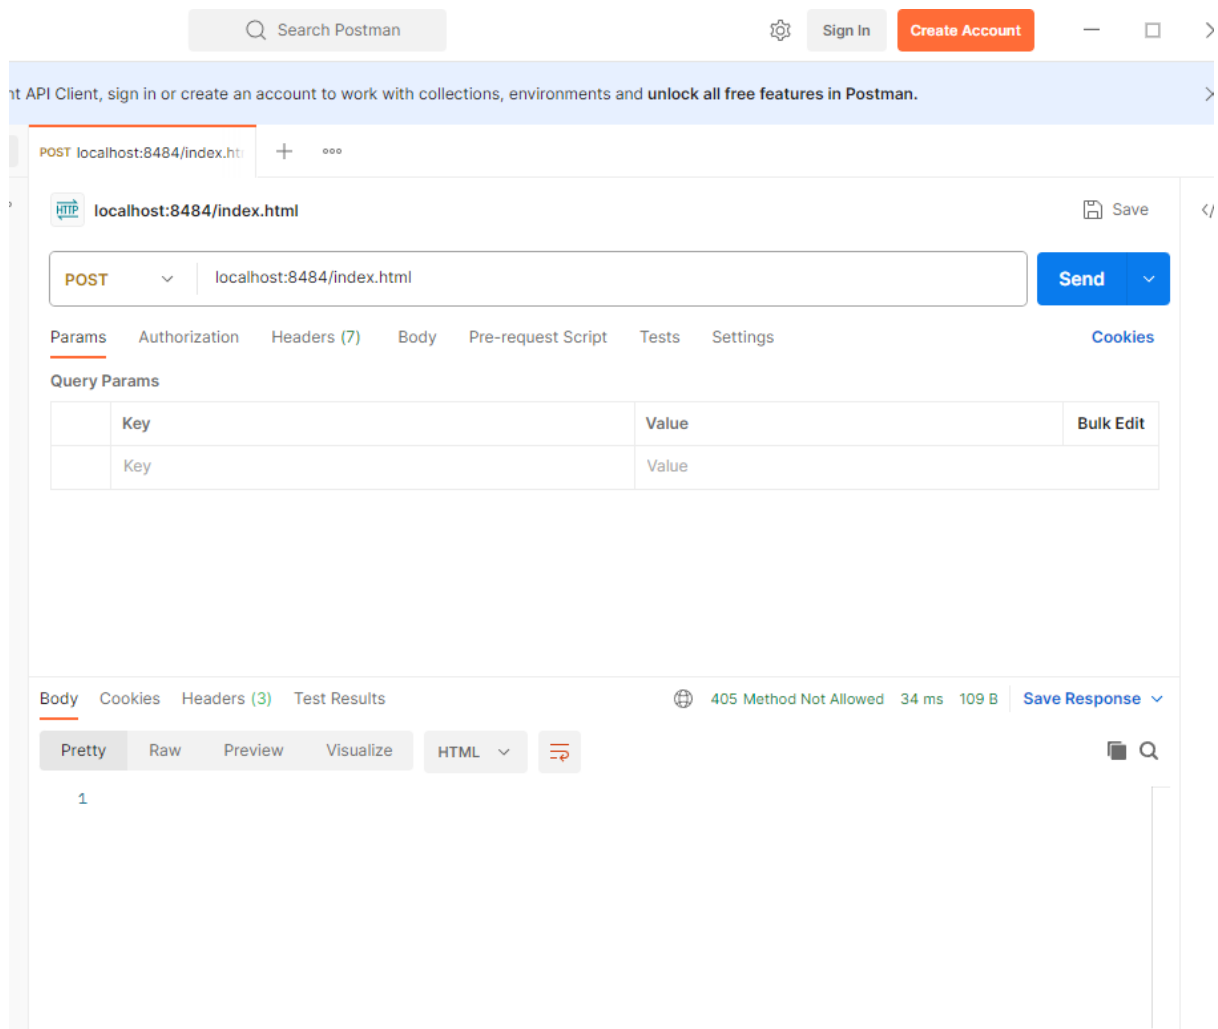 Search Postman
Sign In
Create Account
nt API Client, sign in or create an account to work with collections, environments and unlock all free features in Postman.
POST localhost:8484/index.ht
HTTP localhost:8484/index.html
Save
POST
localhost:8484/index.html
Send
Params Authorization Headers (7) Body Pre-request Script Tests Settings Cookies
Query Params
Key Value Bulk Edit
Key Value
Body Cookies Headers (3) Test Results 405 Method Not Allowed 34 ms 109 B Save Response
Pretty Raw Preview Visualize HTML
1